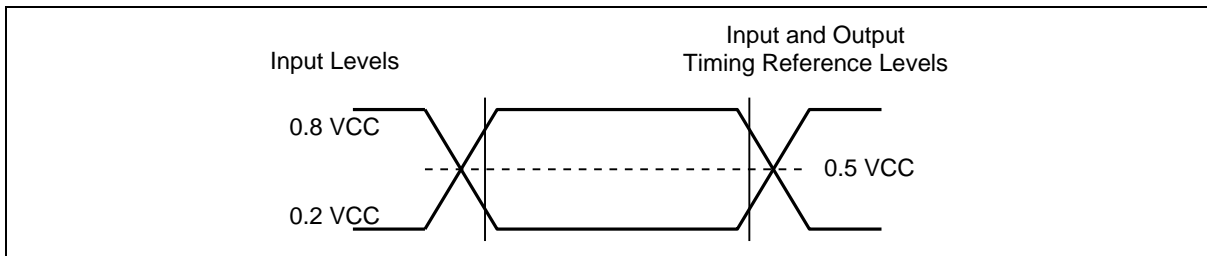 Input Levels
Input and Output
Timing Reference Levels
0.8 VCC
0.5 VCC
0.2 VCC